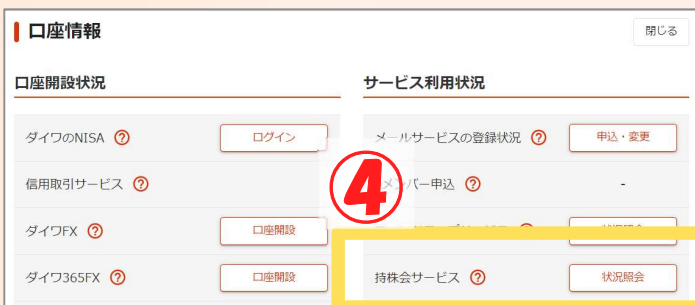 口座情報
閉じる
口座開設状況
サービス利用状況
ダイワのNISA ? ログイン
メールサービスの登録状況 ? 申込・変更
信用取引サービス ?
メンバー申込 ? -
④
ダイワFX ? 口座開設
ダイワ365FX ? 口座開設
持株会サービス ? 状況照会